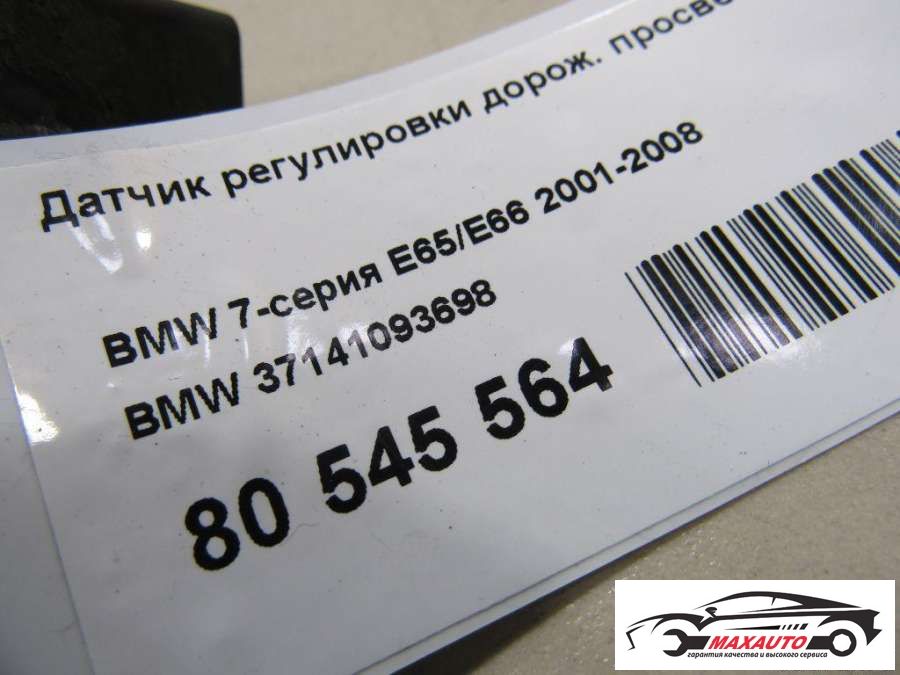 Датчик регулировки дорож. просве
BMW 7-серия E65/E66 2001-2008
BMW 37141093698
80 545 564
MAXAUTO
гарантия качества и высокого сервиса